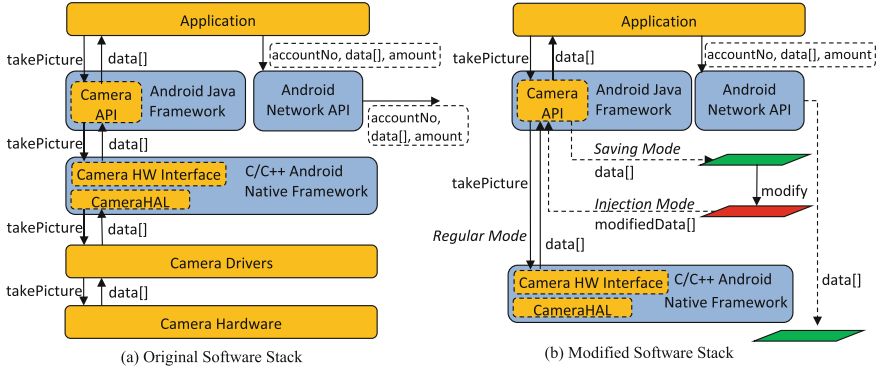 Application
takePicture
data[]
accountNo, data[], amount
Camera
API
Android Java
Framework
Android
Network API
accountNo,
data[], amount
takePicture
data[]
Camera HW Interface
CameraHAL
C/C++ Android
Native Framework
takePicture
data[]
Camera Drivers
takePicture
data[]
Camera Hardware
(a) Original Software Stack
Application
takePicture
data[]
accountNo, data[], amount
Camera
API
Android Java
Framework
Android
Network API
Saving Mode
data[]
modify
takePicture
Injection Mode
modifiedData[]
Regular Mode
data[]
Camera HW Interface
CameraHAL
C/C++ Android
Native Framework
data[]
(b) Modified Software Stack